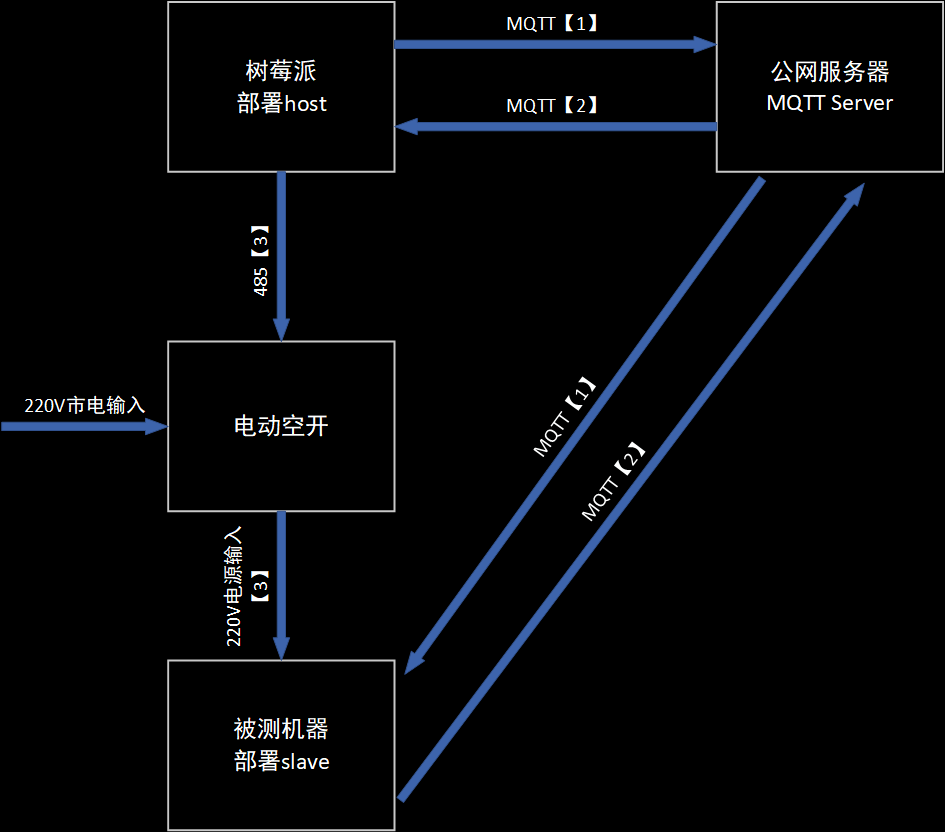 树莓派
部署host
MQTT【1】
MQTT【2】
公网服务器
MQTT Server
485【3】
220V市电输入
电动空开
220V电源输入
【3】
MQTT【1】
MQTT【2】
被测机器
部署slave